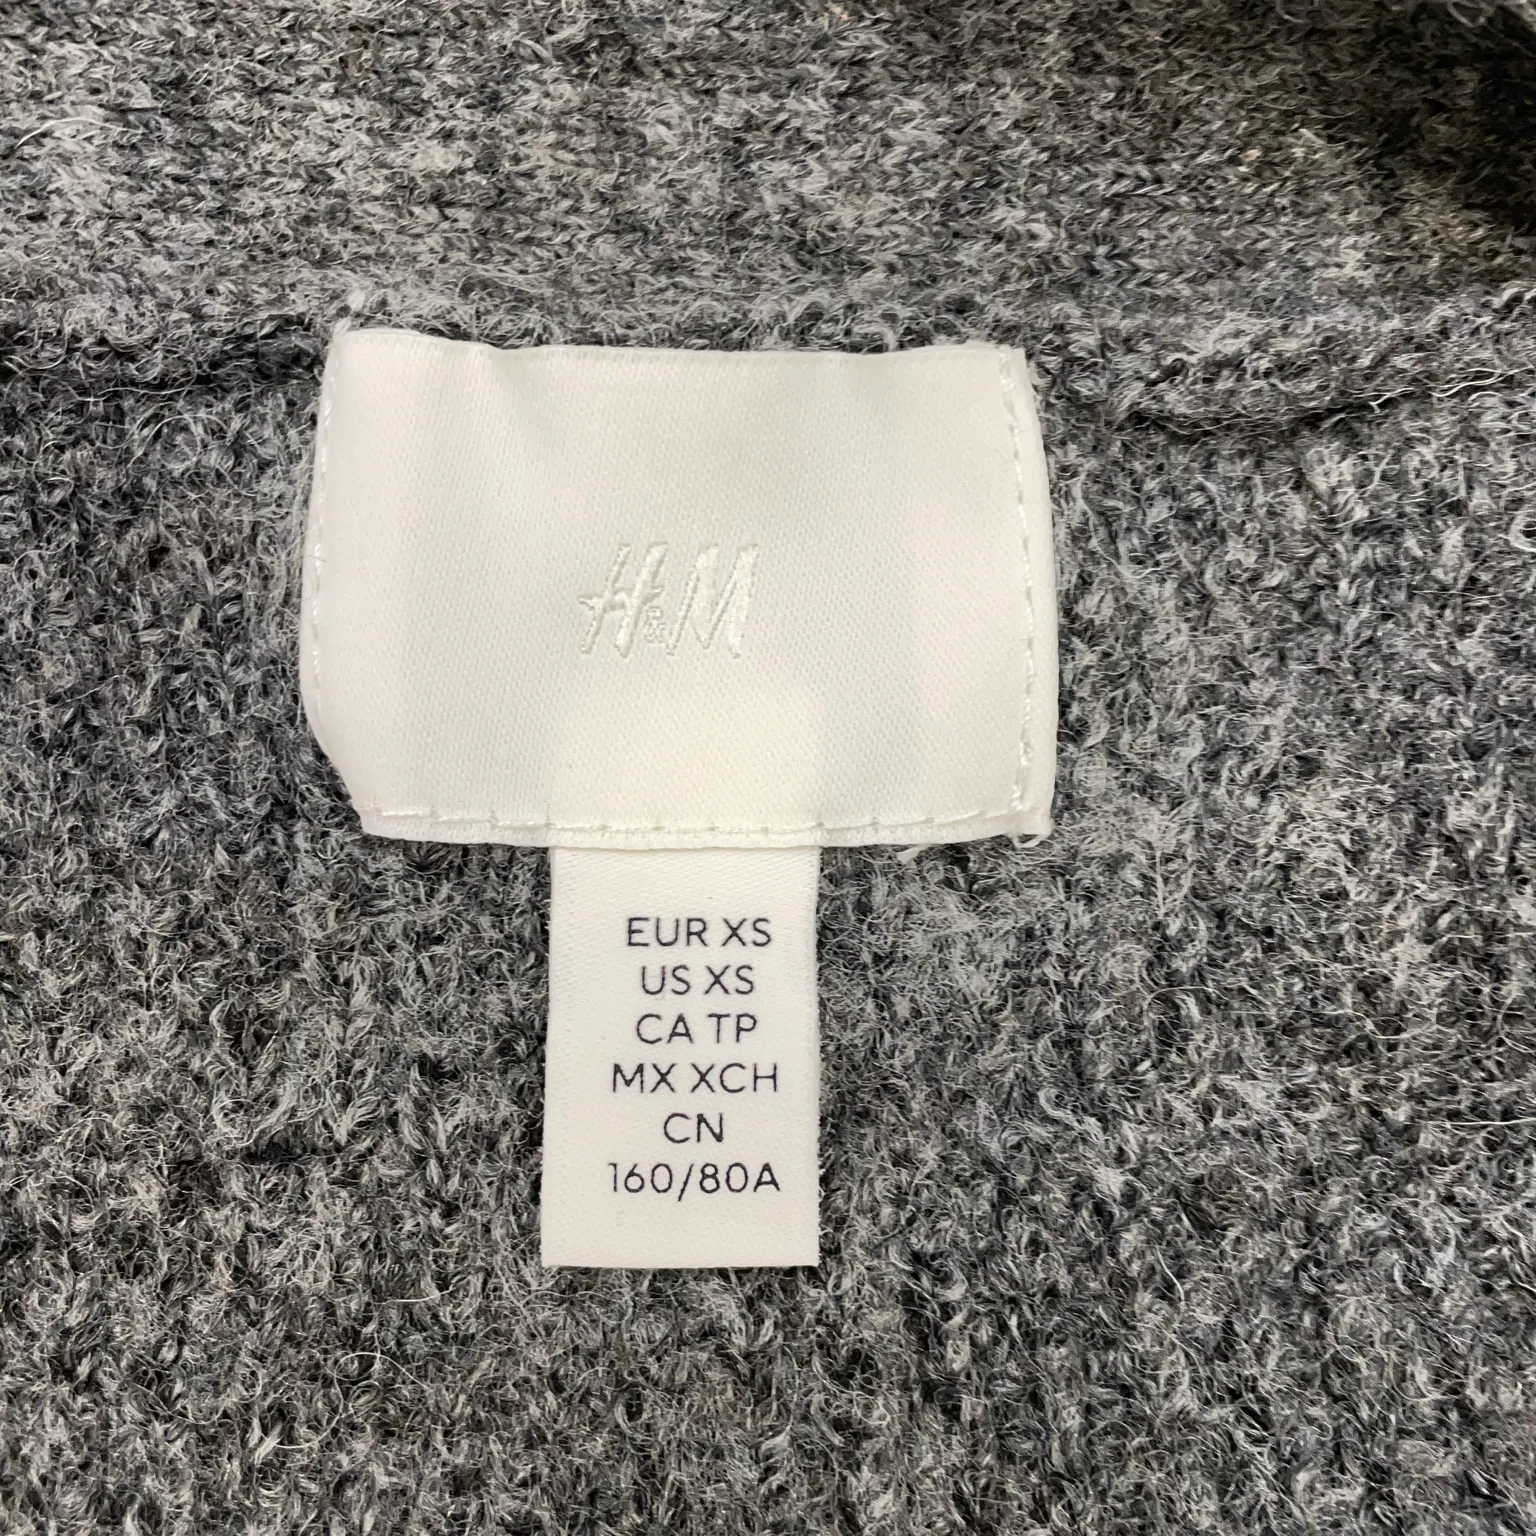 H&M
EUR XS
US XS
CA TP
MX XCH
CN
160/80A